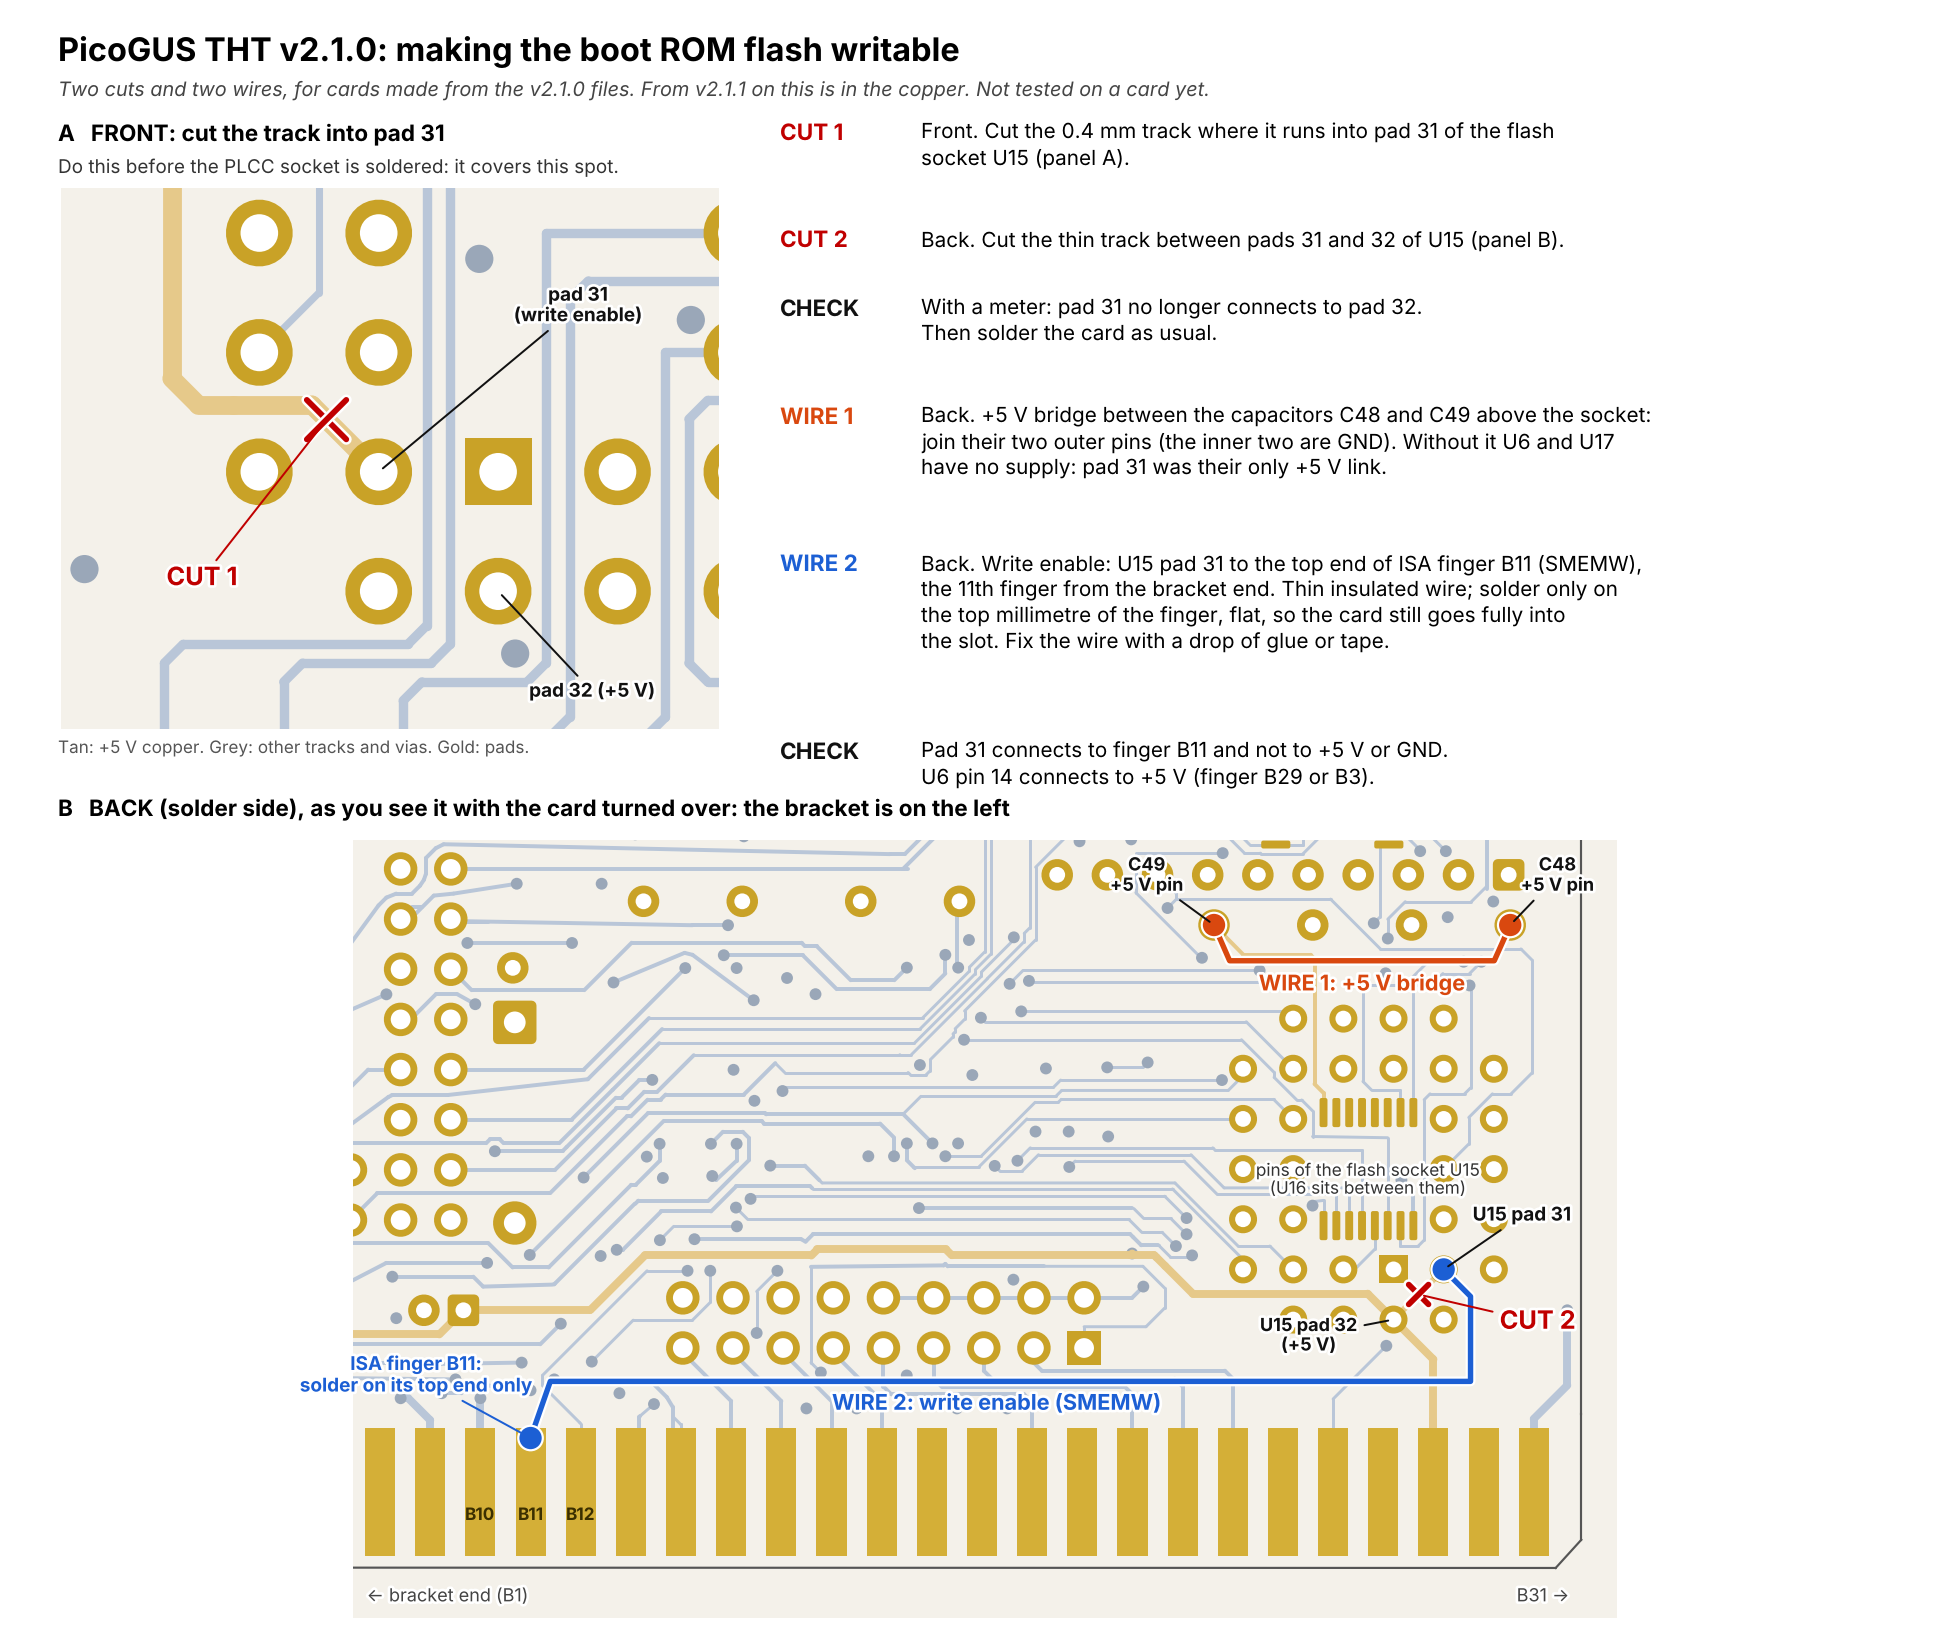 PicoGUS THT v2.1.0: making the boot ROM flash writable
Two cuts and two wires, for cards made from the v2.1.0 files. From v2.1.1 on this is in the copper. Not tested on a card yet.
A FRONT: cut the track into pad 31
Do this before the PLCC socket is soldered: it covers this spot.
pad 31
(write enable)
CUT 1
pad 32 (+5 V)
Tan: +5 V copper. Grey: other tracks and vias. Gold: pads.
CUT 1 Front. Cut the 0.4 mm track where it runs into pad 31 of the flash
socket U15 (panel A).
CUT 2 Back. Cut the thin track between pads 31 and 32 of U15 (panel B).
CHECK With a meter: pad 31 no longer connects to pad 32.
Then solder the card as usual.
WIRE 1 Back. +5 V bridge between the capacitors C48 and C49 above the socket:
join their two outer pins (the inner two are GND). Without it U6 and U17
have no supply: pad 31 was their only +5 V link.
WIRE 2 Back. Write enable: U15 pad 31 to the top end of ISA finger B11 (SMEMW),
the 11th finger from the bracket end. Thin insulated wire; solder only on
the top millimetre of the finger, flat, so the card still goes fully into
the slot. Fix the wire with a drop of glue or tape.
CHECK Pad 31 connects to finger B11 and not to +5 V or GND.
U6 pin 14 connects to +5 V (finger B29 or B3).
B BACK (solder side), as you see it with the card turned over: the bracket is on the left
C49
+5 V pin
C48
+5 V pin
WIRE 1: +5 V bridge
pins of the flash socket U15
(U16 sits between them)
U15 pad 31
U15 pad 32
(+5 V)
CUT 2
ISA finger B11:
solder on its top end only
WIRE 2: write enable (SMEMW)
B10 B11 B12
← bracket end (B1)
B31 →